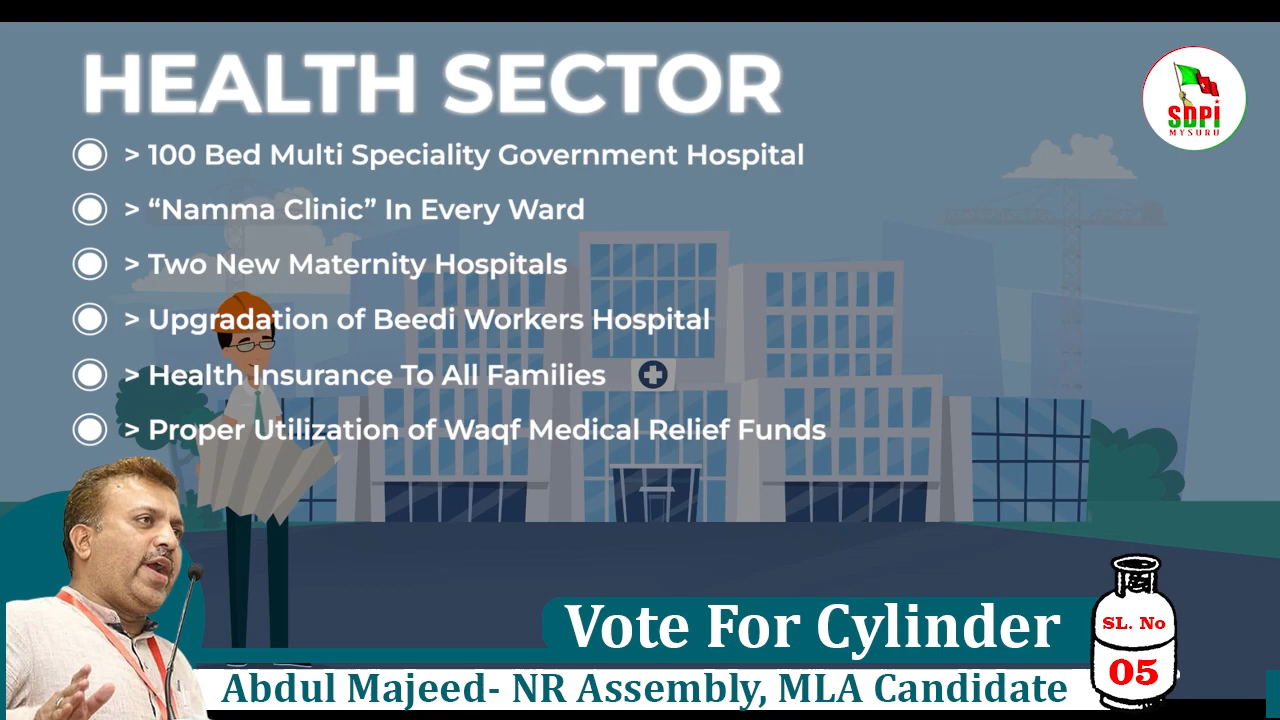 HEALTH SECTOR
> 100 Bed Multi Speciality Government Hospital
> “Namma Clinic” In Every Ward
> Two New Maternity Hospitals
> Upgradation of Beedi Workers Hospital
> Health Insurance To All Families
> Proper Utilization of Waqf Medical Relief Funds
SDPI
MYSURU
Vote For Cylinder
SL. No
05
Abdul Majeed- NR Assembly, MLA Candidate